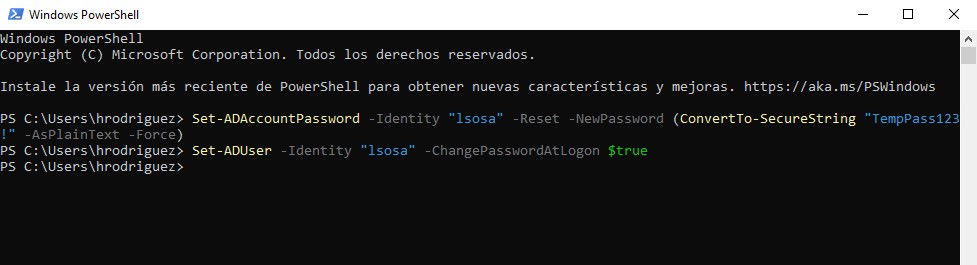 Windows PowerShell
Windows PowerShell
Copyright (C) Microsoft Corporation. Todos los derechos reservados.
Instale la versión más reciente de PowerShell para obtener nuevas características y mejoras. https://aka.ms/PSWindows
PS C:\Users\hrodriguez> Set-ADAccountPassword -Identity "lsosa" -Reset -NewPassword (ConvertTo-SecureString "TempPass123
!" -AsPlainText -Force)
PS C:\Users\hrodriguez> Set-ADUser -Identity "lsosa" -ChangePasswordAtLogon $true
PS C:\Users\hrodriguez>